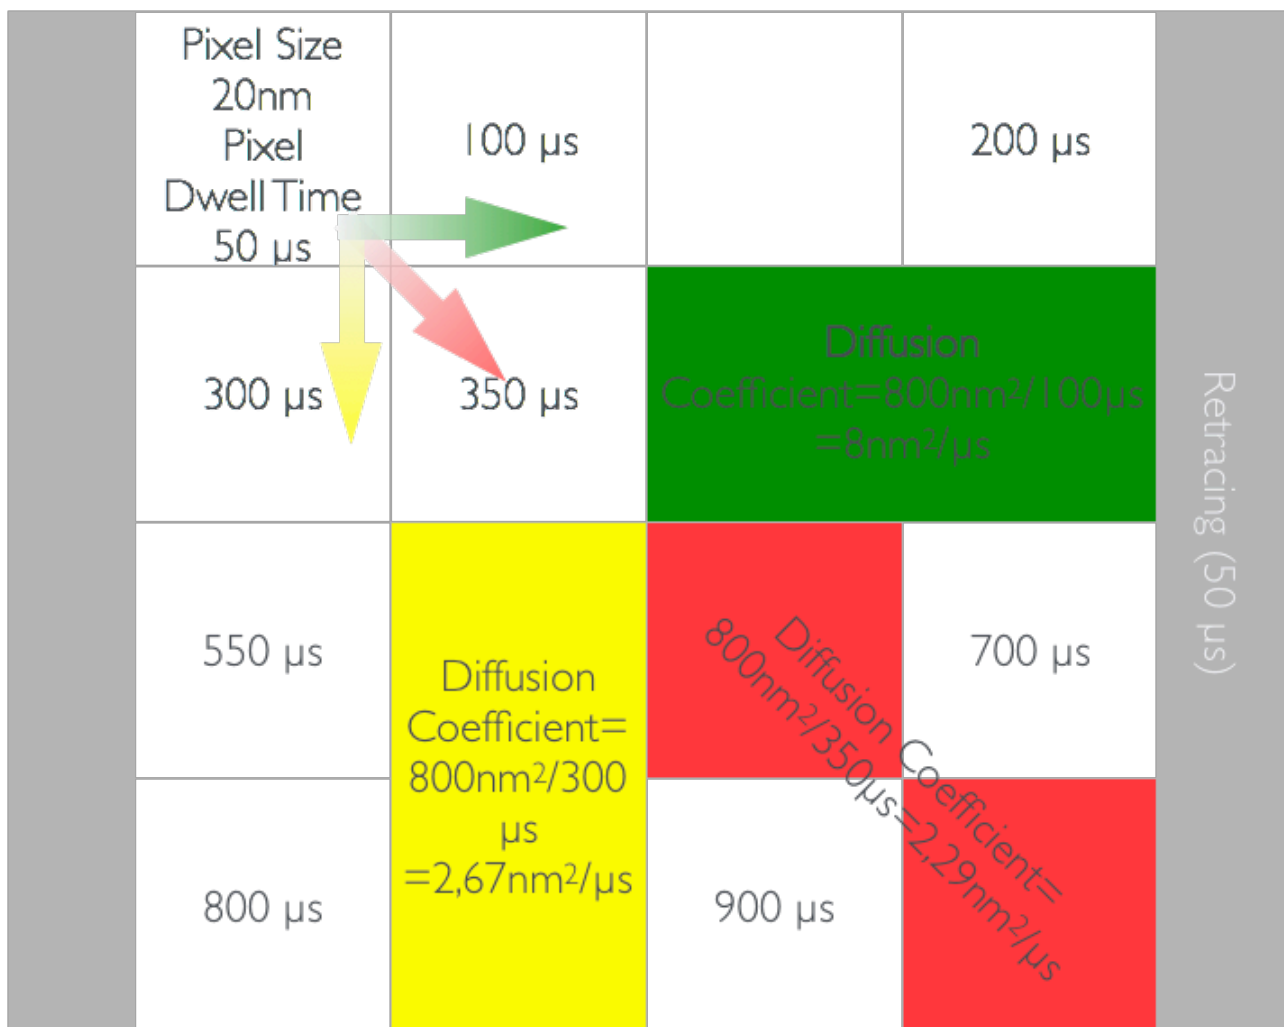 Pixel Size
20nm
Pixel
Dwell Time
50 µs
100 µs
200 µs
300 µs
350 µs
Diffusion
Coefficient=800nm²/100µs
=8nm²/µs
Retracing (50 µs)
550 µs
Diffusion
Coefficient=
800nm²/300
µs
=2,67nm²/µs
Diffusion Coefficient=
800nm²/350µs=2,29nm²/µs
700 µs
800 µs
900 µs